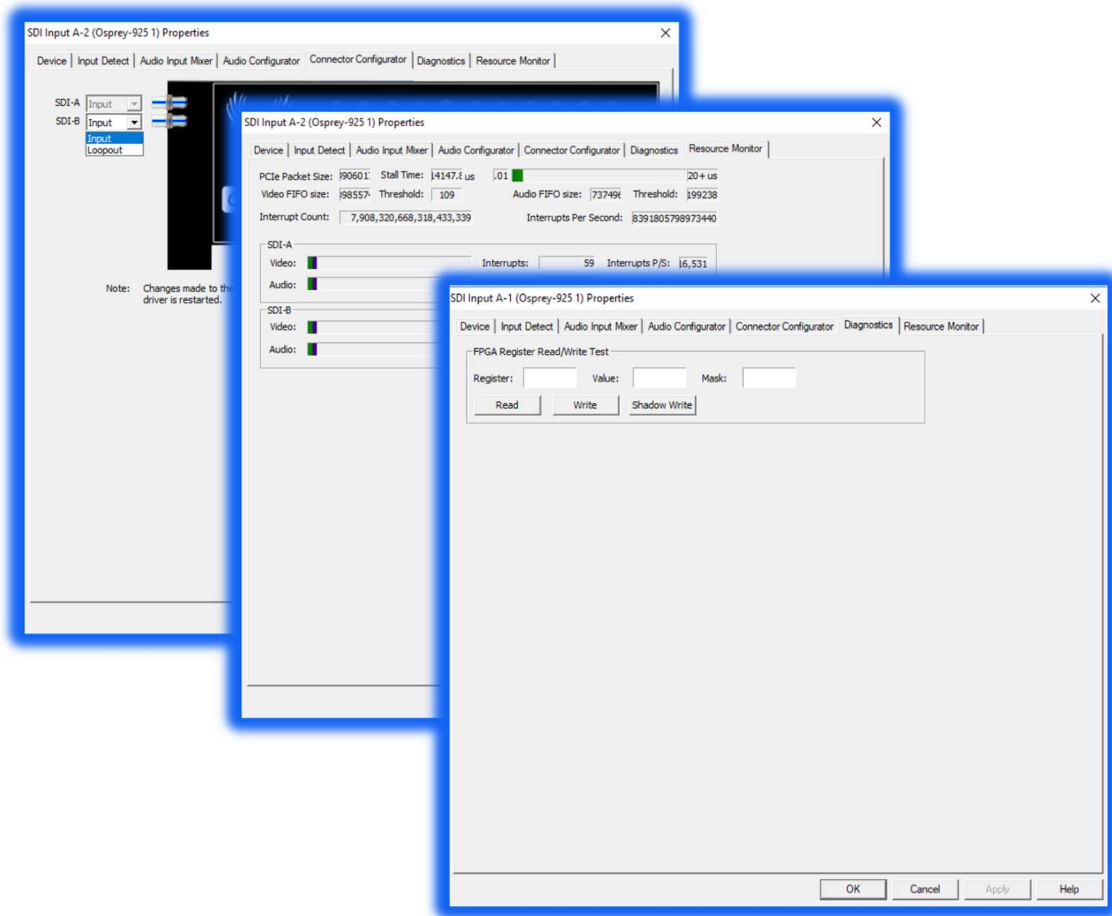 SDI Input A-2 (Osprey-925 1) Properties
Device Input Detect Audio Input Mixer Audio Configurator Connector Configurator Diagnostics Resource Monitor
SDI-A Input
SDI-B Input
Input
Loopout
Note: Changes made to the
driver is restarted.
SDI Input A-2 (Osprey-925 1) Properties
Device Input Detect Audio Input Mixer Audio Configurator Connector Configurator Diagnostics Resource Monitor
PCIe Packet Size: Stall Time: us .01 20+ us
Video FIFO size: Threshold: 109 Audio FIFO size: Threshold: 199238
Interrupt Count: 7,908,320,668,318,433,339 Interrupts Per Second: 8391805798973440
SDI-A
Video: Interrupts: 59 Interrupts P/S: 16,531
Audio:
SDI-B
Video:
Audio:
SDI Input A-1 (Osprey-925 1) Properties
Device Input Detect Audio Input Mixer Audio Configurator Connector Configurator Diagnostics Resource Monitor
FPGA Register Read/Write Test
Register: Value: Mask:
Read Write Shadow Write
OK Cancel Apply Help